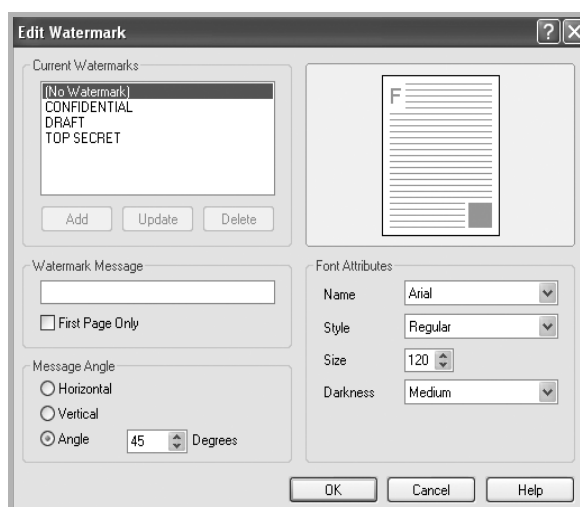 Edit Watermark
?
Current Watermarks
(No Watermark)
CONFIDENTIAL
DRAFT
TOP SECRET
Add Update Delete
F
Watermark Message
First Page Only
Message Angle
Horizontal
Vertical
Angle 45 Degrees
Font Attributes
Name Arial
Style Regular
Size 120
Darkness Medium
OK Cancel Help